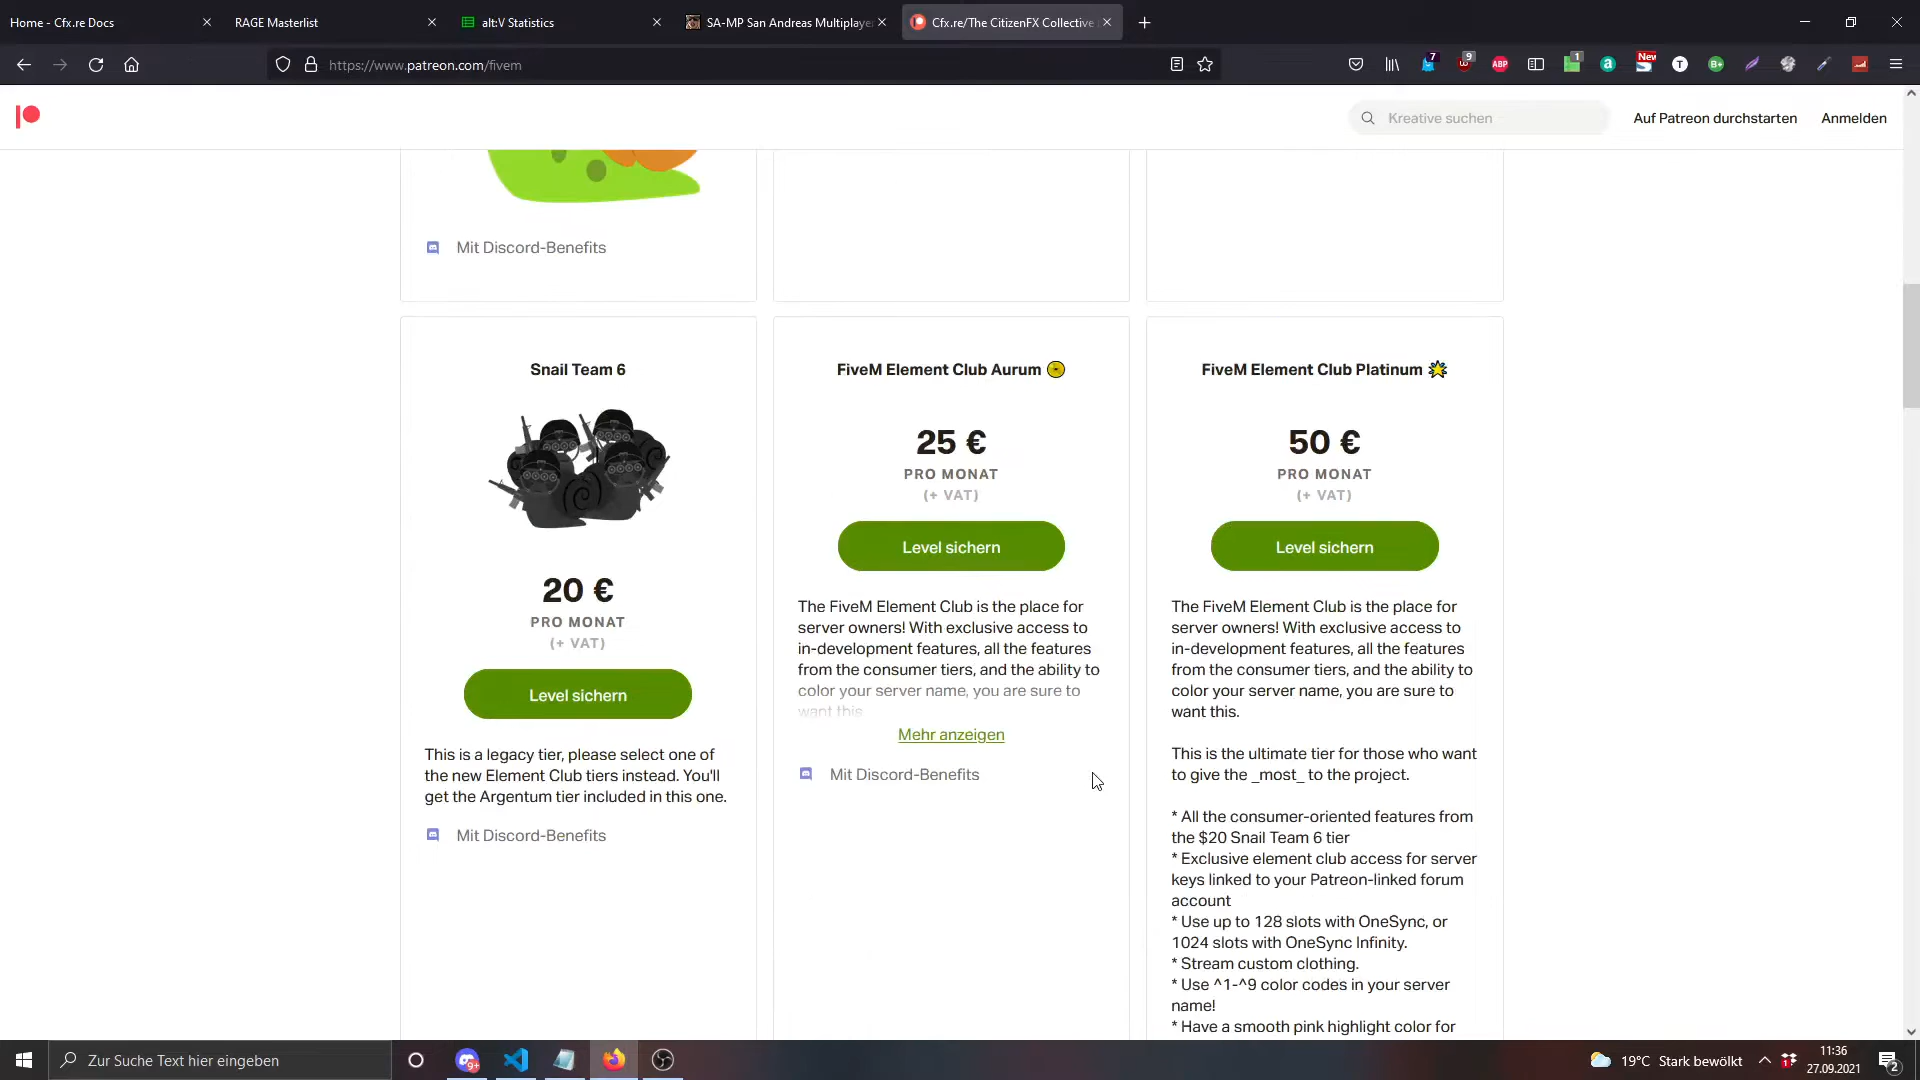 Home - Cfx.re Docs
RAGE Masterlist
alt:V Statistics
SA-MP San Andreas Multiplaye
Cfx.re/The CitizenFX Collective
https://www.patreon.com/fivem
7
9
ABP
1
a
New
S
T
B+
Kreative suchen
Auf Patreon durchstarten
Anmelden
Mit Discord-Benefits
Snail Team 6
20 €
PRO MONAT
(+ VAT)
Level sichern
This is a legacy tier, please select one of
the new Element Club tiers instead. You'll
get the Argentum tier included in this one.
Mit Discord-Benefits
FiveM Element Club Aurum
25 €
PRO MONAT
(+ VAT)
Level sichern
The FiveM Element Club is the place for
server owners! With exclusive access to
in-development features, all the features
from the consumer tiers, and the ability to
color your server name, you are sure to
want this
Mehr anzeigen
Mit Discord-Benefits
FiveM Element Club Platinum
50 €
PRO MONAT
(+ VAT)
Level sichern
The FiveM Element Club is the place for
server owners! With exclusive access to
in-development features, all the features
from the consumer tiers, and the ability to
color your server name, you are sure to
want this.
This is the ultimate tier for those who want
to give the _most_ to the project.
* All the consumer-oriented features from
the $20 Snail Team 6 tier
* Exclusive element club access for server
keys linked to your Patreon-linked forum
account
* Use up to 128 slots with OneSync, or
1024 slots with OneSync Infinity.
* Stream custom clothing.
* Use ^1-^9 color codes in your server
name!
* Have a smooth pink highlight color for
Zur Suche Text hier eingeben
9+
19°C Stark bewölkt
11:36
27.09.2021
2